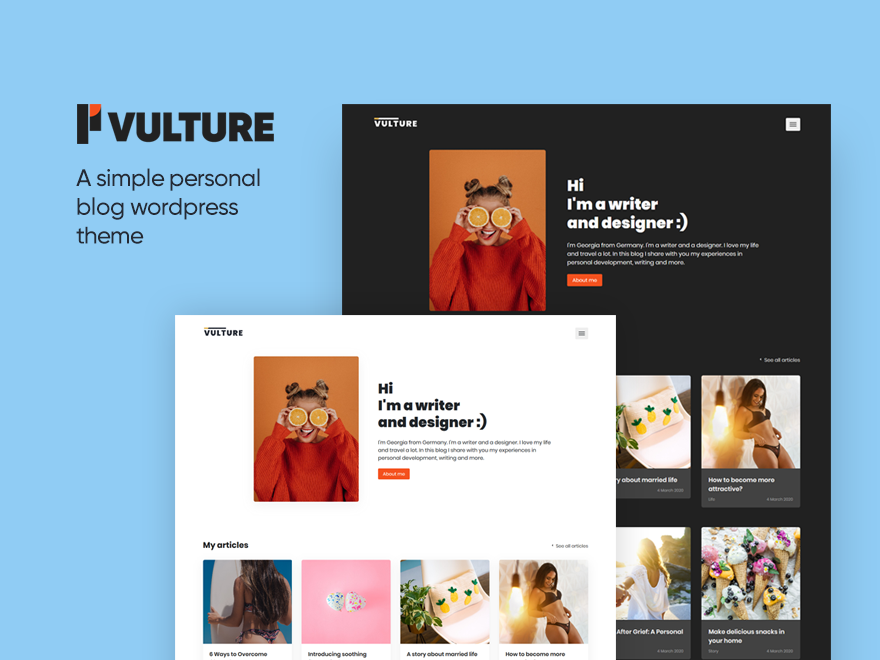 VULTURE
A simple personal
blog wordpress
theme
VULTURE
Hi
I'm a writer
and designer :)
I'm Georgia from Germany. I'm a writer and a designer. I love my life
and travel a lot. In this blog I share with you my experiences in
personal development, writing and more.
About me
See all articles
ry about married life
4 March 2020
How to become more
attractive?
Life
4 March 2020
After Grief: A Personal
Make delicious snacks in
your home
Story
4 March 2020
VULTURE
Hi
I'm a writer
and designer :)
I'm Georgia from Germany. I'm a writer and a designer. I love my life
and travel a lot. In this blog I share with you my experiences in
personal development, writing and more.
About me
My articles
See all articles
6 Ways to Overcome
Introducing soothing
A story about married life
How to become more